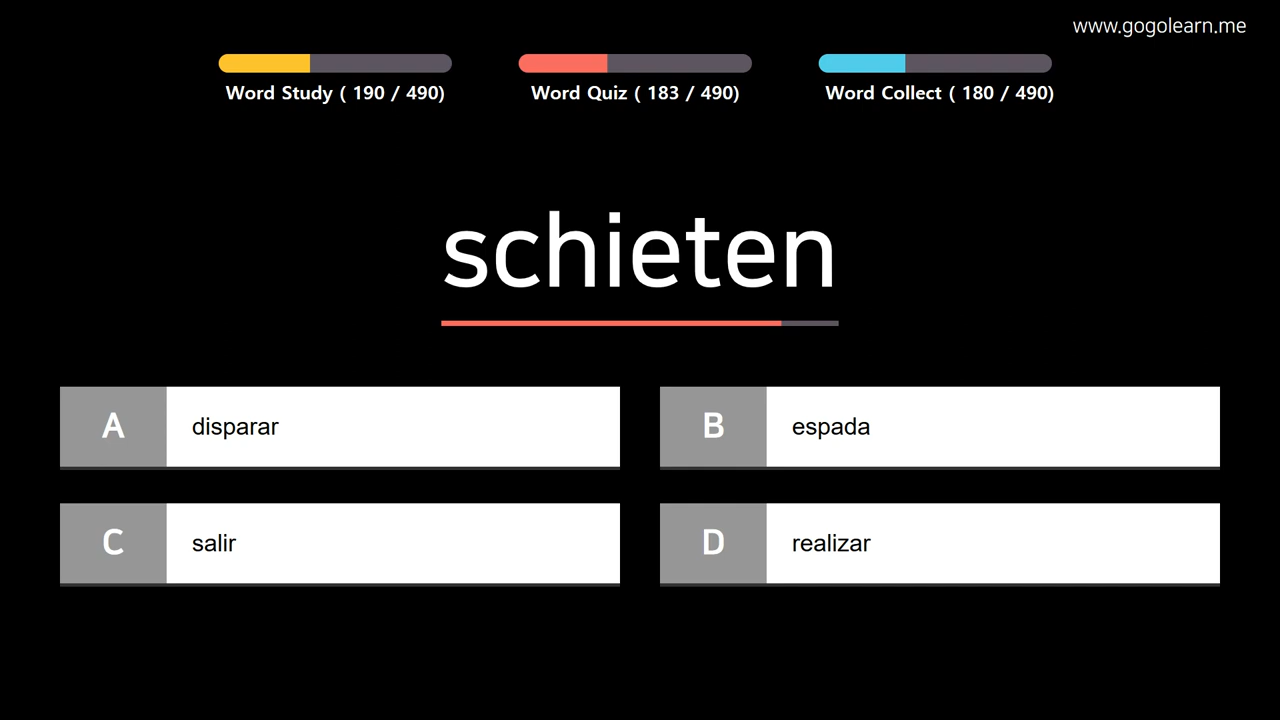 www.gogolearn.me
Word Study ( 190 / 490)
Word Quiz ( 183 / 490)
Word Collect ( 180 / 490)
schieten
A
disparar
B
espada
C
salir
D
realizar